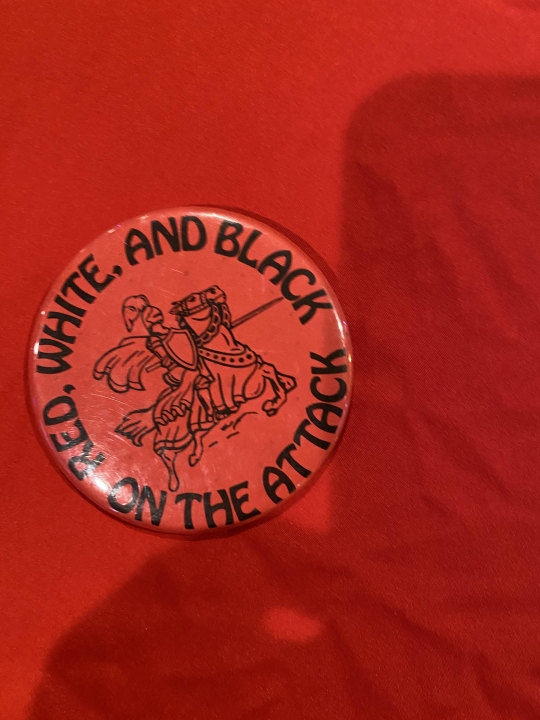 RED, WHITE, AND BLACK
ON THE ATTACK